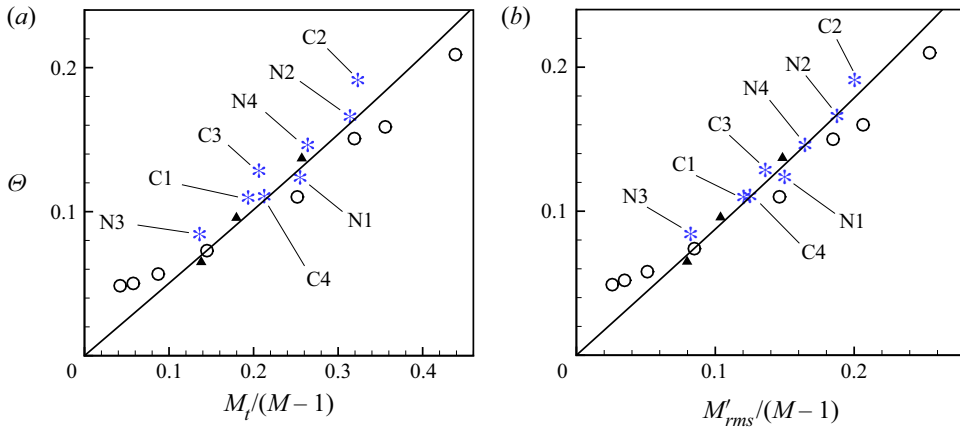 (a)
C2
0.2
N2
N4
C3
Θ
C1
0.1
N1
N3
C4
0
0.1
0.2
0.3
0.4
M_t/(M – 1)
(b)
C2
0.2
N2
N4
C3
C1
0.1
N1
N3
C4
0
0.1
0.2
M′_rms/(M – 1)